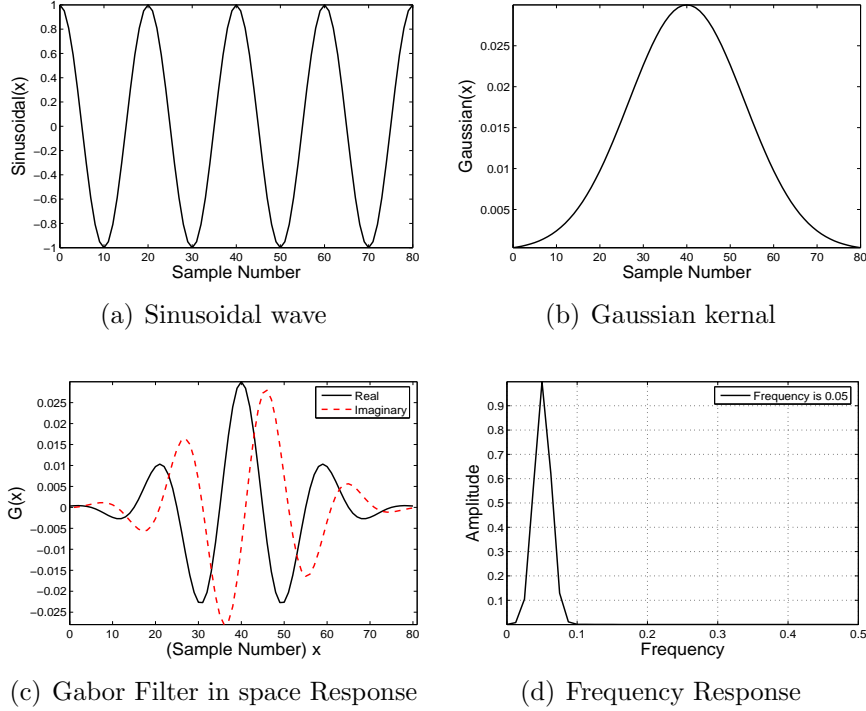 1
0.8
0.6
0.4
0.2
0
−0.2
−0.4
−0.6
−0.8
−1
Sinusoidal(x)
0 10 20 30 40 50 60 70 80
Sample Number
(a) Sinusoidal wave
0.025
0.02
0.015
0.01
0.005
Gaussian(x)
0 10 20 30 40 50 60 70 80
Sample Number
(b) Gaussian kernal
0.025
0.02
0.015
0.01
0.005
0
−0.005
−0.01
−0.015
−0.02
−0.025
G(x)
Real
Imaginary
0 10 20 30 40 50 60 70 80
(Sample Number) x
(c) Gabor Filter in space Response
0.9
0.8
0.7
0.6
0.5
0.4
0.3
0.2
0.1
Amplitude
Frequency is 0.05
0 0.1 0.2 0.3 0.4 0.5
Frequency
(d) Frequency Response